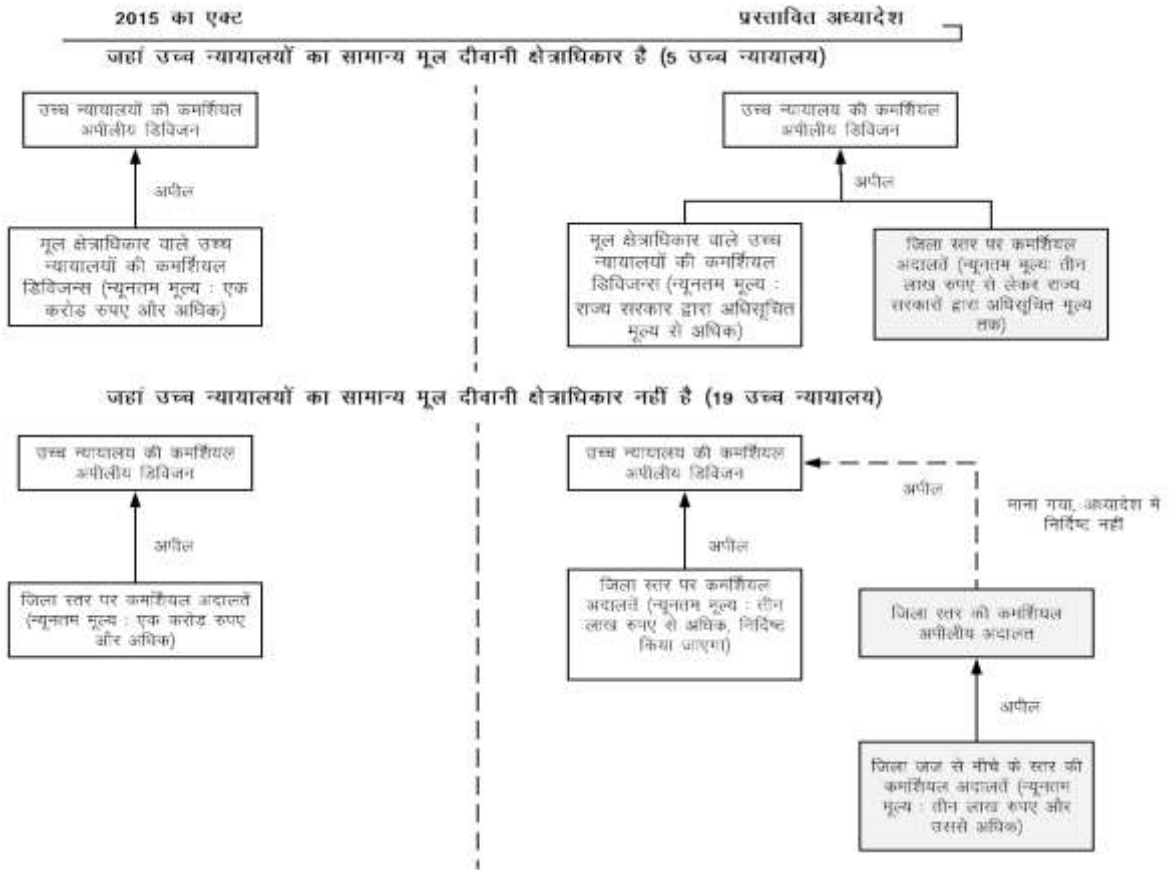 2015 का एक्ट
प्रस्तावित अध्यादेश
जहां उच्च न्यायालयों का सामान्य मूल दीवानी क्षेत्राधिकार है (5 उच्च न्यायालय)
उच्च न्यायालयों की कमर्शियल
अपीलीय डिविजन
अपील
मूल क्षेत्राधिकार वाले उच्च
न्यायालयों की कमर्शियल
डिविजन्स (न्यूनतम मूल्य : एक
करोड़ रुपए और अधिक)
उच्च न्यायालय की कमर्शियल
अपीलीय डिविजन
अपील
मूल क्षेत्राधिकार वाले उच्च
न्यायालयों की कमर्शियल
डिविजन्स (न्यूनतम मूल्य :
राज्य सरकार द्वारा अधिसूचित
मूल्य से अधिक)
जिला स्तर पर कमर्शियल
अदालतें (न्यूनतम मूल्यः तीन
लाख रुपए से लेकर राज्य
सरकारों द्वारा अधिसूचित मूल्य
तक)
जहां उच्च न्यायालयों का सामान्य मूल दीवानी क्षेत्राधिकार नहीं है (19 उच्च न्यायालय)
उच्च न्यायालय की कमर्शियल
अपीलीय डिविजन
अपील
जिला स्तर पर कमर्शियल अदालतें
(न्यूनतम मूल्य : एक करोड़ रुपए
और अधिक)
उच्च न्यायालय की कमर्शियल
अपीलीय डिविजन
अपील
जिला स्तर पर कमर्शियल
अदालतें (न्यूनतम मूल्य : तीन
लाख रुपए से अधिक, निर्दिष्ट
किया जाएगा)
अपील
माना गया, अध्यादेश में
निर्दिष्ट नहीं
जिला स्तर की कमर्शियल
अपीलीय अदालत
अपील
जिला जज से नीचे के स्तर की
कमर्शियल अदालतें (न्यूनतम
मूल्य : तीन लाख रुपए और
उससे अधिक)